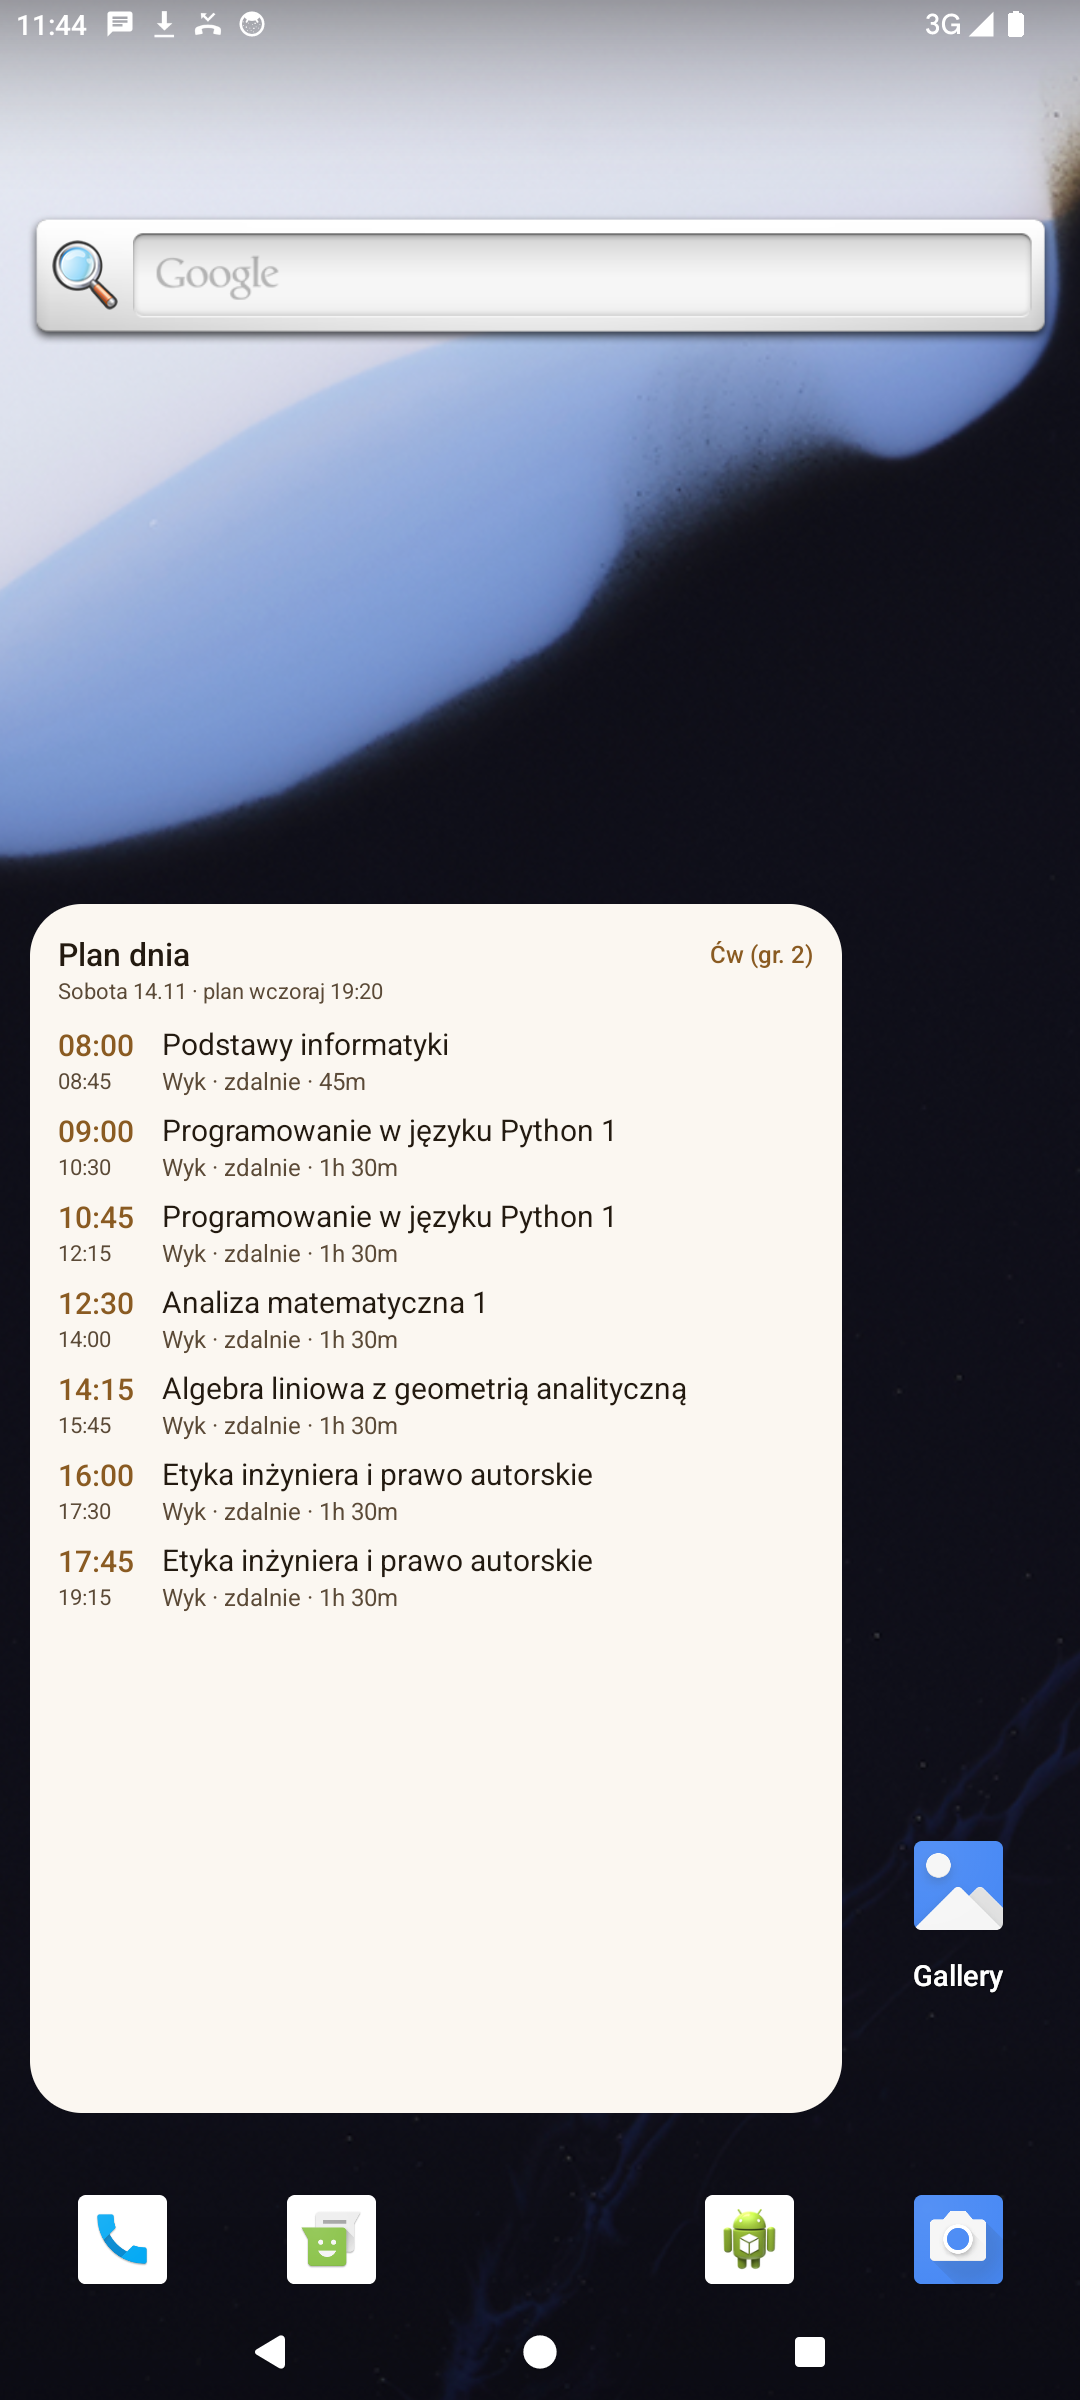 11:44
3G
Google
Plan dnia
Ćw (gr. 2)
Sobota 14.11 · plan wczoraj 19:20
08:00 Podstawy informatyki
08:45 Wyk · zdalnie · 45m
09:00 Programowanie w języku Python 1
10:30 Wyk · zdalnie · 1h 30m
10:45 Programowanie w języku Python 1
12:15 Wyk · zdalnie · 1h 30m
12:30 Analiza matematyczna 1
14:00 Wyk · zdalnie · 1h 30m
14:15 Algebra liniowa z geometrią analityczną
15:45 Wyk · zdalnie · 1h 30m
16:00 Etyka inżyniera i prawo autorskie
17:30 Wyk · zdalnie · 1h 30m
17:45 Etyka inżyniera i prawo autorskie
19:15 Wyk · zdalnie · 1h 30m
Gallery